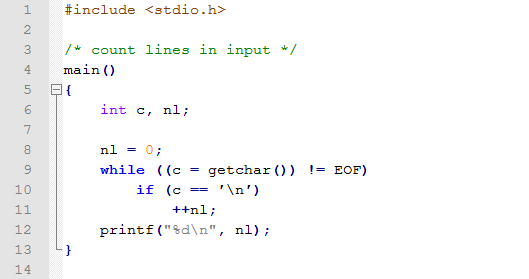 1 #include <stdio.h>
2
3 /* count lines in input */
4 main()
5 {
6 int c, nl;
7
8 nl = 0;
9 while ((c = getchar()) != EOF)
10 if (c == '\n')
11 ++nl;
12 printf("%d\n", nl);
13 }
14